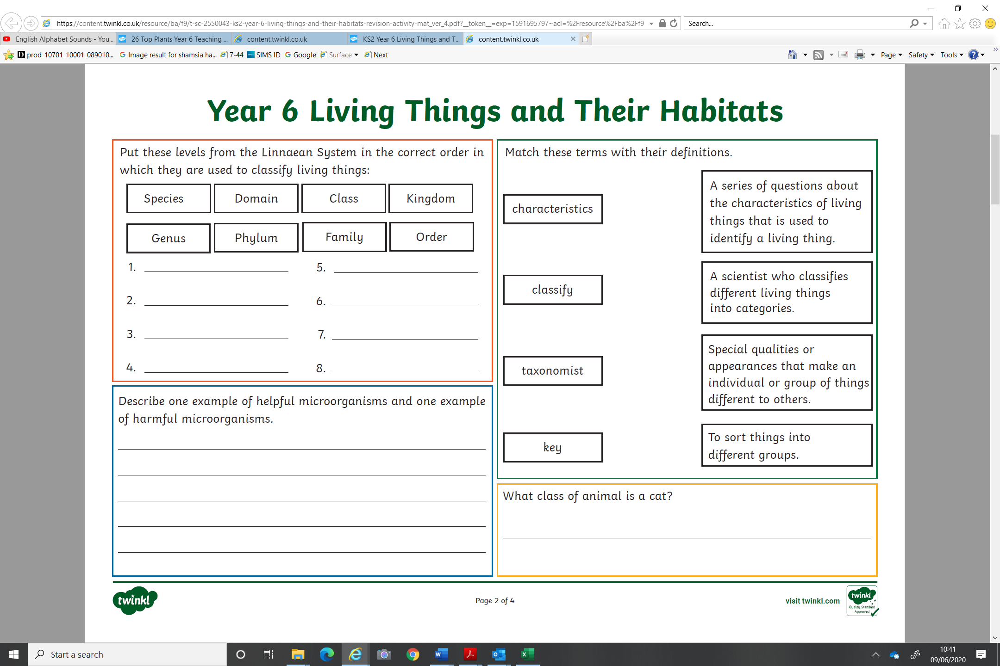 https://content.twinkl.co.uk/resource/ba/f9/t-sc-2550043-ks2-year-6-living-things-and-their-habitats-revision-activity-mat_ver_4.pdf?__token__=exp=1591695797~acl=%2Fresource%2Fba%2Ff9
Search...
English Alphabet Sounds - You...
26 Top Plants Year 6 Teaching ...
content.twinkl.co.uk
KS2 Year 6 Living Things and T...
content.twinkl.co.uk
prod_10701_10001_089010...
Image result for shamsia ha...
7-44
SIMS ID
Google
Surface
Next
Page
Safety
Tools
Year 6 Living Things and Their Habitats
Put these levels from the Linnaean System in the correct order in
which they are used to classify living things:
Species
Domain
Class
Kingdom
Genus
Phylum
Family
Order
1.
2.
3.
4.
5.
6.
7.
8.
Describe one example of helpful microorganisms and one example
of harmful microorganisms.
Match these terms with their definitions.
characteristics
classify
taxonomist
key
A series of questions about
the characteristics of living
things that is used to
identify a living thing.
A scientist who classifies
different living things
into categories.
Special qualities or
appearances that make an
individual or group of things
different to others.
To sort things into
different groups.
What class of animal is a cat?
twinkl
Page 2 of 4
visit twinkl.com
twinkl
Quality Standard
Approved
Start a search
10:41
09/06/2020